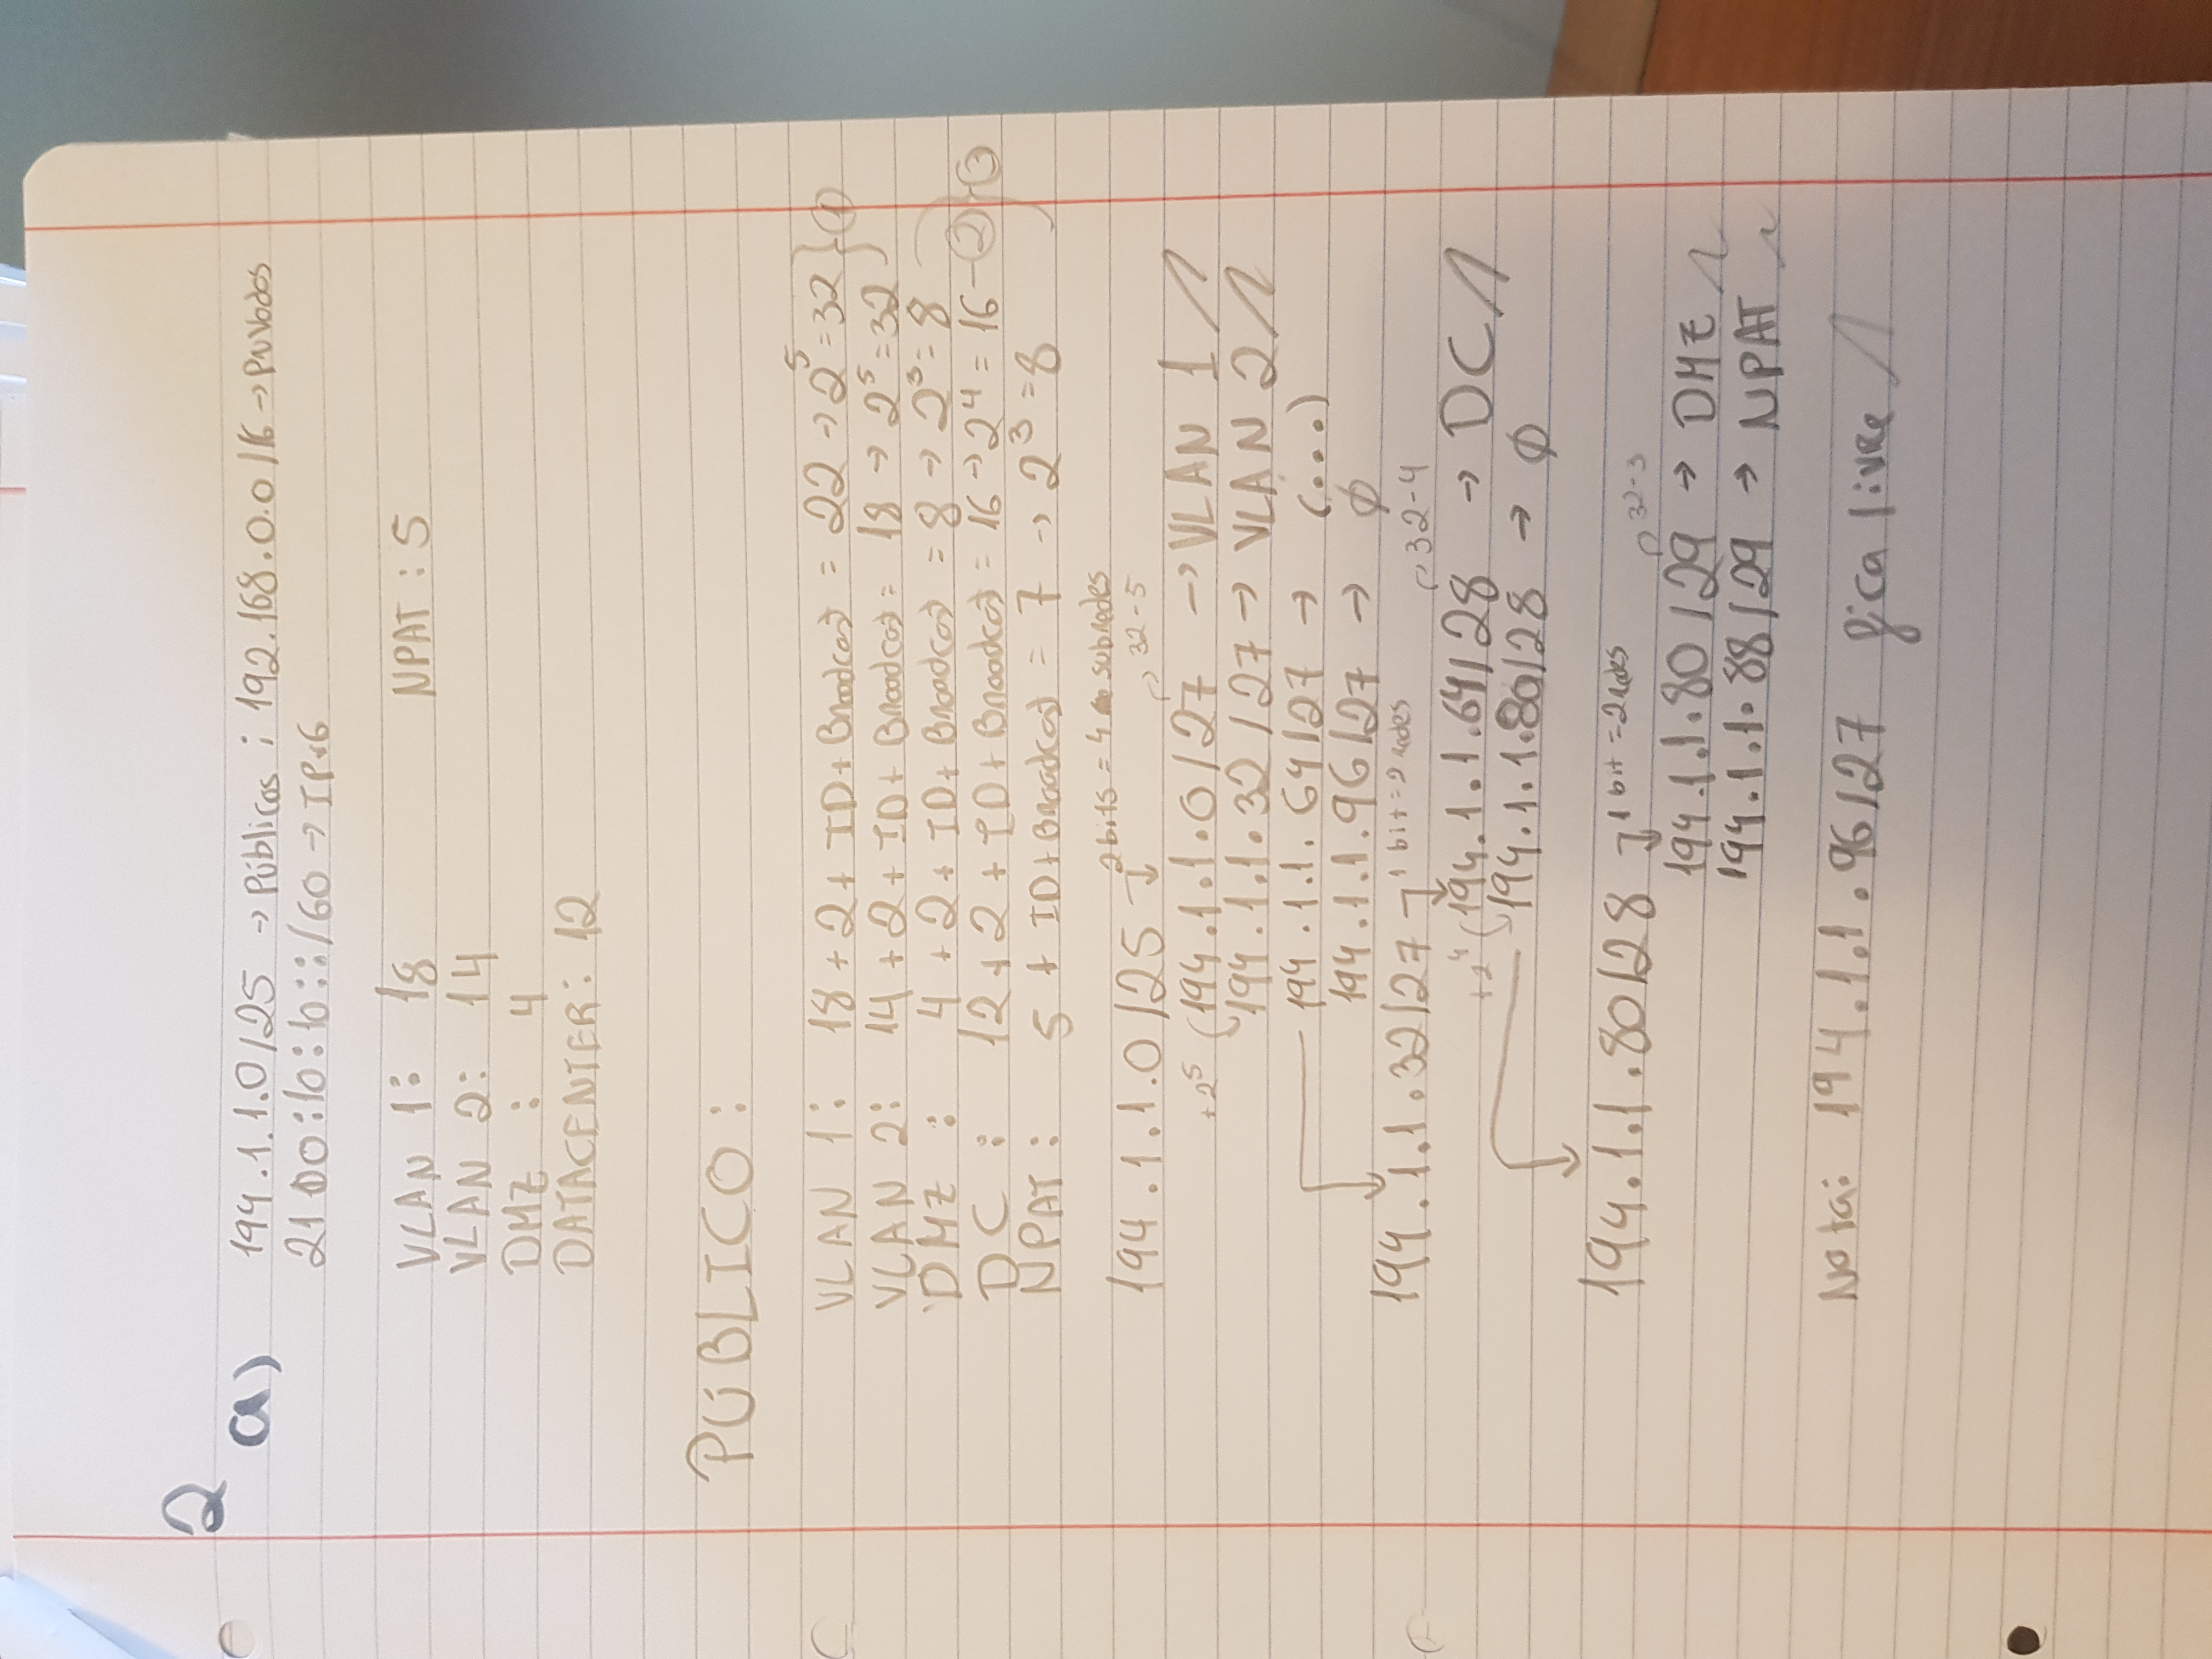 2
a) 194.1.1.0/25 → Públicos ; 192.168.0.0/16 → Privados
21D0:10:b::/60 → IPv6
VLAN 1: 18 NPAT: 5
VLAN 2: 14
DMZ : 4
DATACENTER: 12
PÚBLICO:
VLAN 1: 18 + 2 + ID + Broadcast = 22 → 2^5 = 32 } ①
VLAN 2: 14 + 2 + ID + Broadcast = 18 → 2^5 = 32
DMZ : 4 + 2 + ID + Broadcast = 8 → 2^3 = 8
DC : 12 + 2 + ID + Broadcast = 16 → 2^4 = 16 - ② } ③
NPAT: 5 + ID + Broadcast = 7 → 2^3 = 8
194.1.1.0/25 2 bits = 4 subredes
+2^5 194.1.1.0/27 → VLAN 1 32-5
194.1.1.32/27 → VLAN 2
194.1.1.64/27 → (...)
194.1.1.96/27 → ∅
194.1.1.32/27 1 bit = 2 redes 32-4
+2^4 194.1.1.64/28 → DC
194.1.1.80/28 → ∅
194.1.1.80/28 1 bit = 2 redes 32-3
194.1.1.80/29 → DMZ
194.1.1.88/29 → NPAT
Nota: 194.1.1.96/27 fica livre